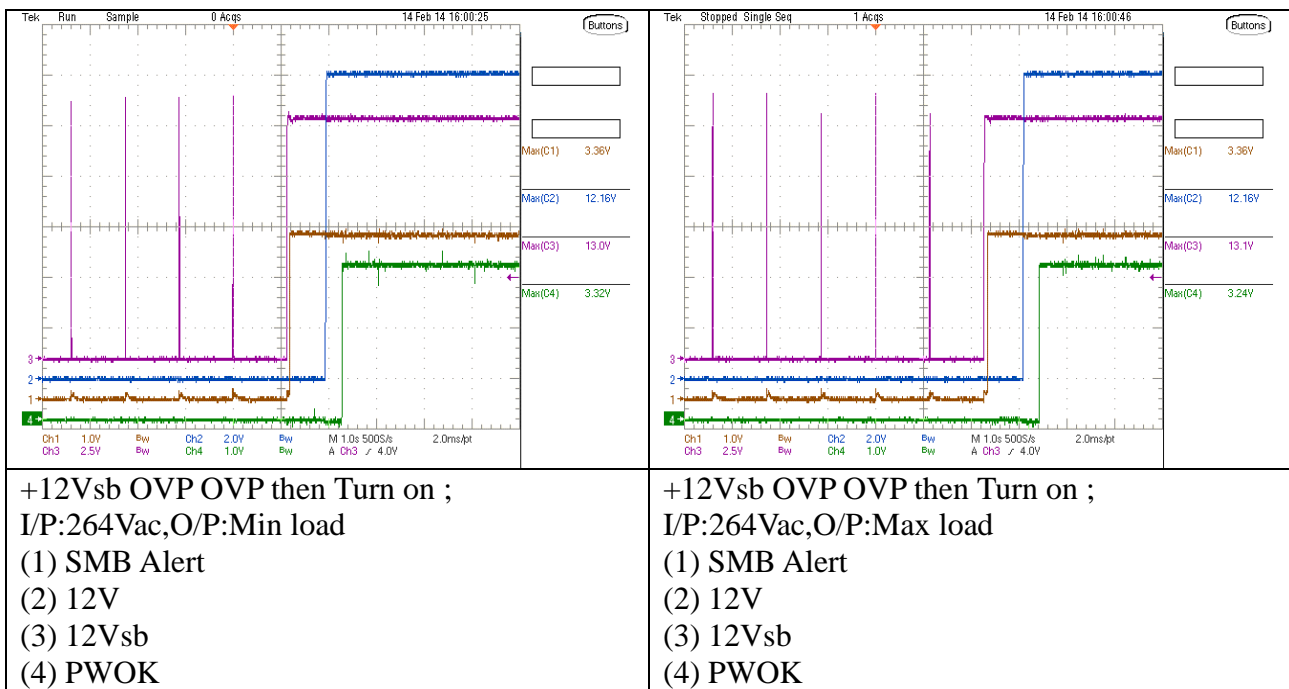 Tek Run Sample 0 Acqs 14 Feb 14 16:00:25
Buttons
Max(C1) 3.36V
Max(C2) 12.16V
Max(C3) 13.0V
Max(C4) 3.32V
3
2
1
4
Ch1 1.0V Bw Ch2 2.0V Bw M 1.0s 500S/s 2.0ms/pt
Ch3 2.5V Bw Ch4 1.0V Bw A Ch3 / 4.0V
+12Vsb OVP OVP then Turn on ;
I/P:264Vac,O/P:Min load
(1) SMB Alert
(2) 12V
(3) 12Vsb
(4) PWOK
Tek Stopped Single Seq 1 Acqs 14 Feb 14 16:00:46
Buttons
Max(C1) 3.36V
Max(C2) 12.16V
Max(C3) 13.1V
Max(C4) 3.24V
3
2
1
4
Ch1 1.0V Bw Ch2 2.0V Bw M 1.0s 500S/s 2.0ms/pt
Ch3 2.5V Bw Ch4 1.0V Bw A Ch3 / 4.0V
+12Vsb OVP OVP then Turn on ;
I/P:264Vac,O/P:Max load
(1) SMB Alert
(2) 12V
(3) 12Vsb
(4) PWOK